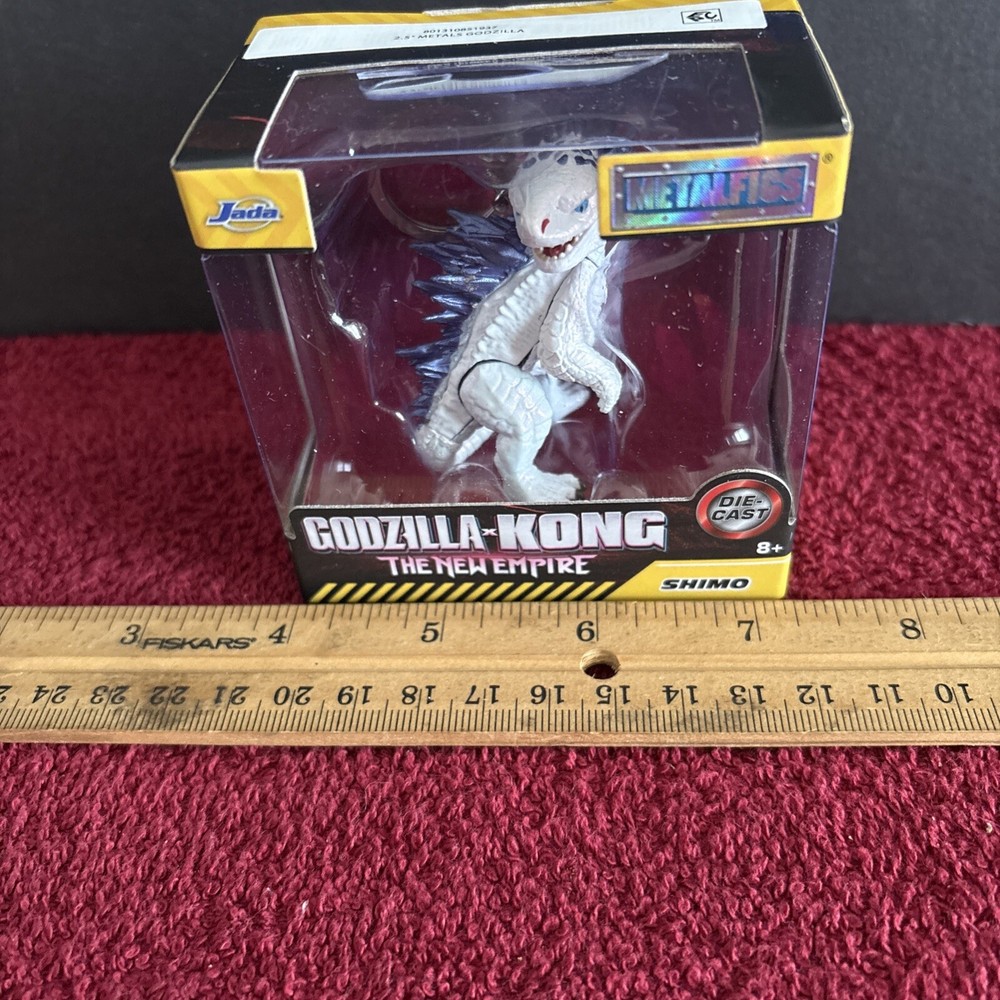 2.5" METALS GODZILLA
Jada
METALFIGS®
DIE-
CAST
GODZILLA × KONG
THE NEW EMPIRE
8+
SHIMO
3 FISKARS® 4 5 6 7 8
24 23 22 21 20 19 18 17 16 15 14 13 12 11 10